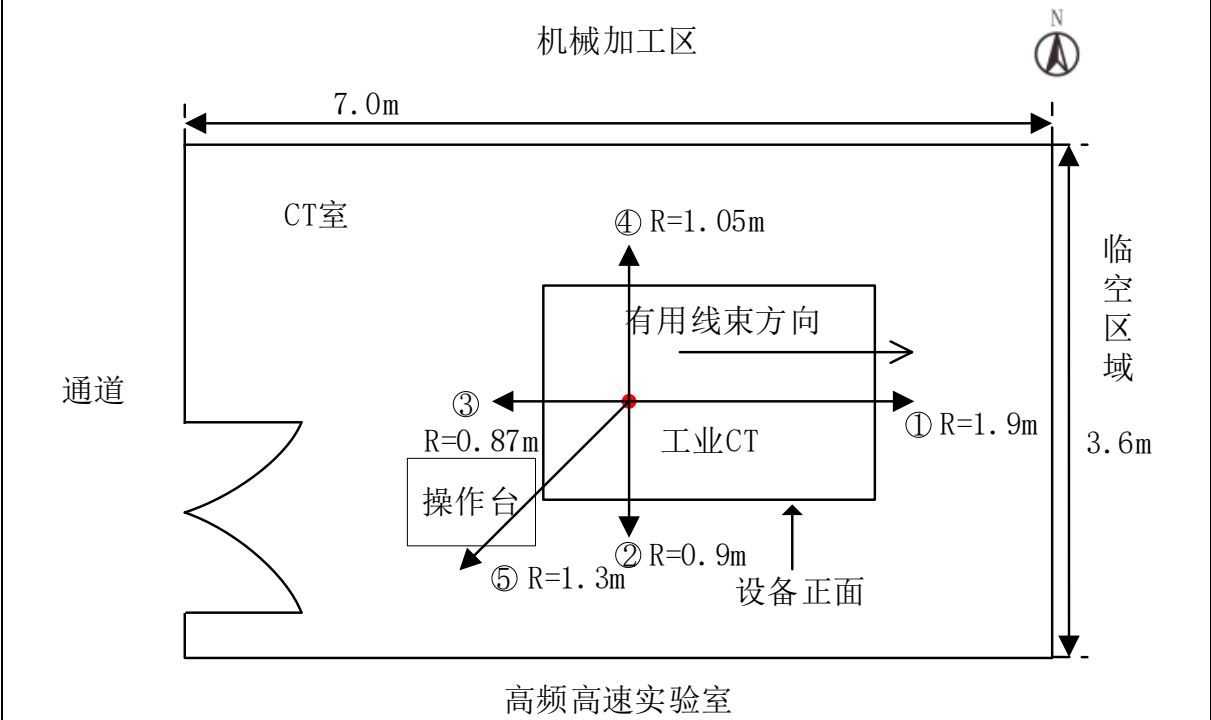 机械加工区
N
7.0m
CT室
④ R=1.05m
临空区域
有用线束方向
通道
③
R=0.87m
① R=1.9m
工业CT
3.6m
操作台
② R=0.9m
⑤ R=1.3m
设备正面
高频高速实验室